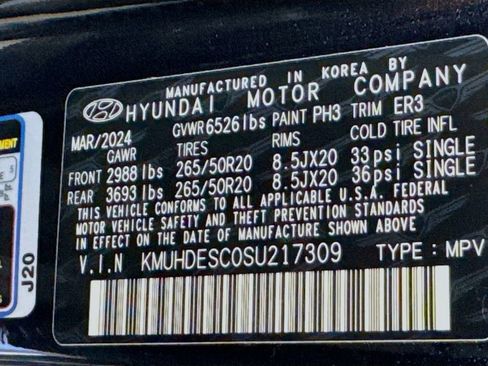 MANUFACTURED IN KOREA BY
HYUNDAI MOTOR COMPANY
MAR/2024 GVWR 6526 lbs PAINT PH3 TRIM ER3
GAWR TIRES RIMS COLD TIRE INFL
FRONT 2988 lbs 265/50R20 8.5JX20 33 psi SINGLE
REAR 3693 lbs 265/50R20 8.5JX20 36 psi SINGLE
THIS VEHICLE CONFORMS TO ALL APPLICABLE U.S.A. FEDERAL
MOTOR VEHICLE SAFETY AND THEFT PREVENTION STANDARDS
IN EFFECT ON THE DATE OF MANUFACTURE SHOWN ABOVE
V.I.N KMUHDESC0SU217309 TYPE : MPV
J20